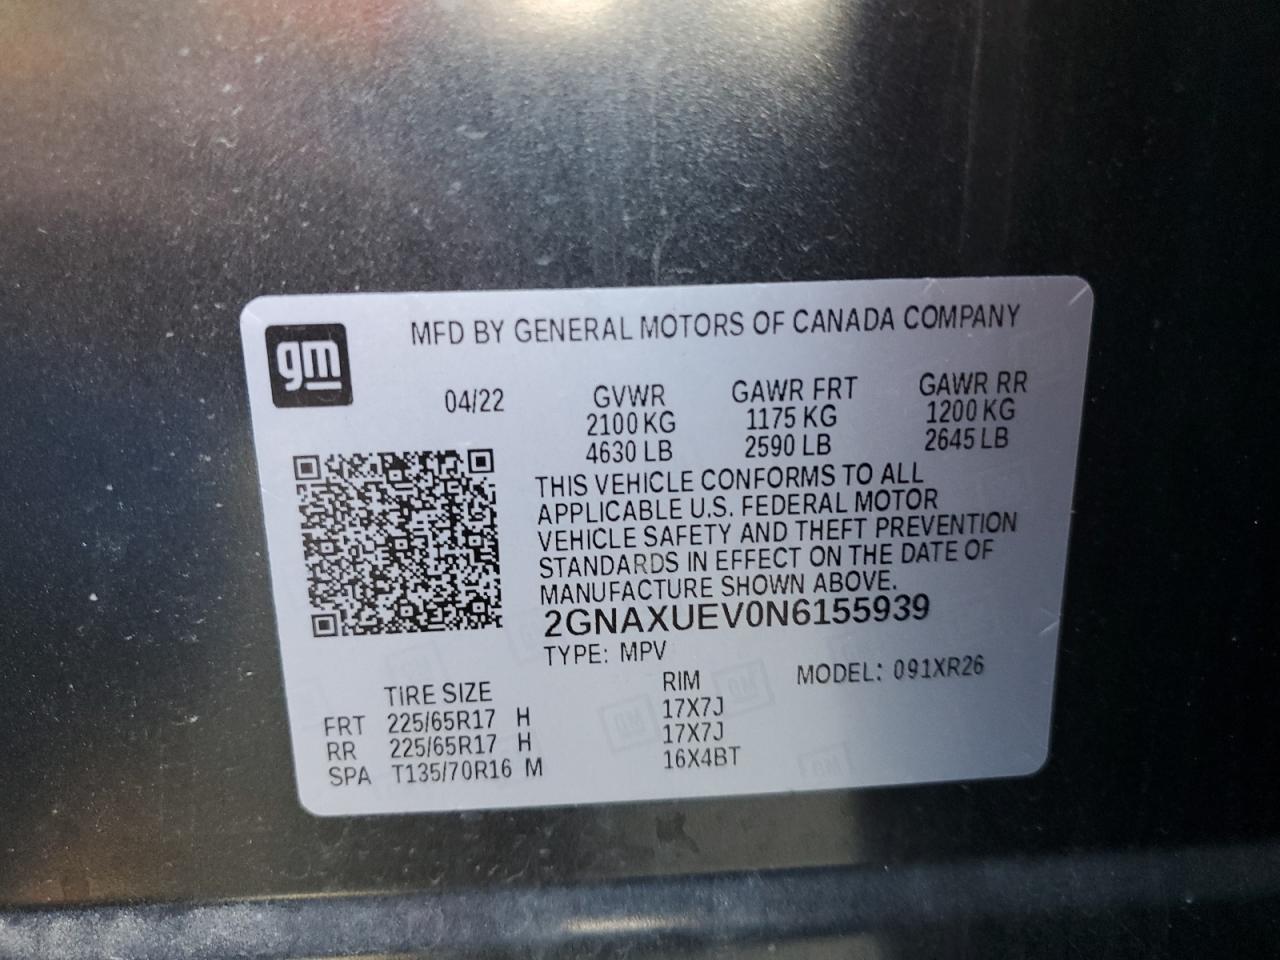 gm
MFD BY GENERAL MOTORS OF CANADA COMPANY
04/22 GVWR GAWR FRT GAWR RR
2100 KG 1175 KG 1200 KG
4630 LB 2590 LB 2645 LB
THIS VEHICLE CONFORMS TO ALL
APPLICABLE U.S. FEDERAL MOTOR
VEHICLE SAFETY AND THEFT PREVENTION
STANDARDS IN EFFECT ON THE DATE OF
MANUFACTURE SHOWN ABOVE.
2GNAXUEV0N6155939
TYPE: MPV
TIRE SIZE RIM MODEL: 091XR26
FRT 225/65R17 H 17X7J
RR 225/65R17 H 17X7J
SPA T135/70R16 M 16X4BT
GM
GM
GM